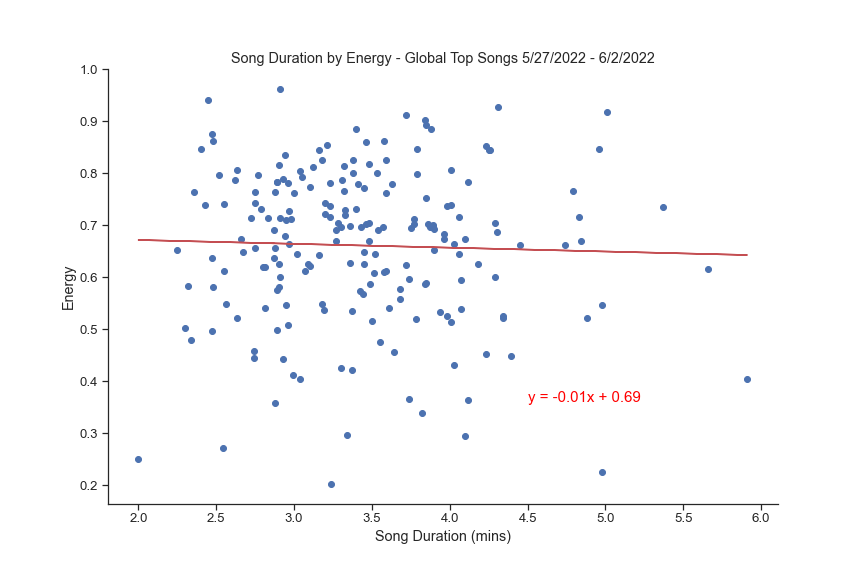 Song Duration by Energy - Global Top Songs 5/27/2022 - 6/2/2022
1.0
0.9
0.8
0.7
0.6
0.5
0.4
0.3
0.2
Energy
y = -0.01x + 0.69
2.0 2.5 3.0 3.5 4.0 4.5 5.0 5.5 6.0
Song Duration (mins)